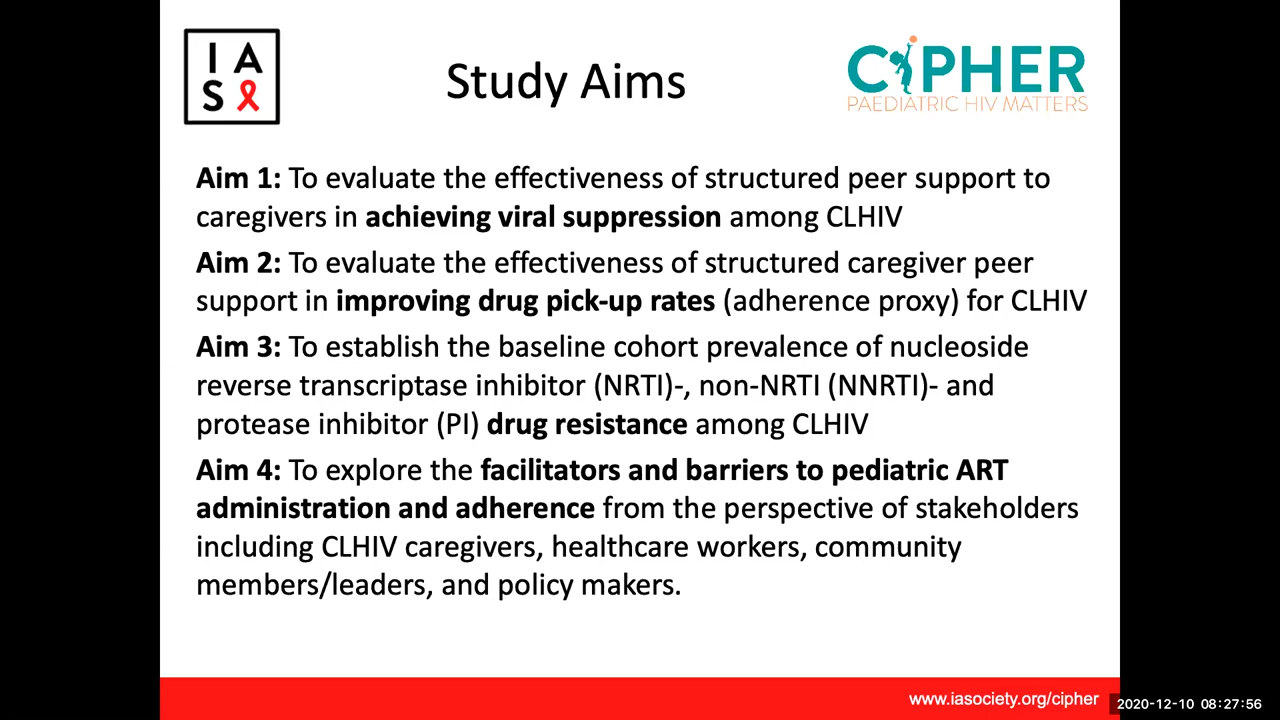 IA
S
Study Aims
CiPHER
PAEDIATRIC HIV MATTERS
Aim 1: To evaluate the effectiveness of structured peer support to
caregivers in achieving viral suppression among CLHIV
Aim 2: To evaluate the effectiveness of structured caregiver peer
support in improving drug pick-up rates (adherence proxy) for CLHIV
Aim 3: To establish the baseline cohort prevalence of nucleoside
reverse transcriptase inhibitor (NRTI)-, non-NRTI (NNRTI)- and
protease inhibitor (PI) drug resistance among CLHIV
Aim 4: To explore the facilitators and barriers to pediatric ART
administration and adherence from the perspective of stakeholders
including CLHIV caregivers, healthcare workers, community
members/leaders, and policy makers.
www.iasociety.org/cipher
2020-12-10 08:27:56